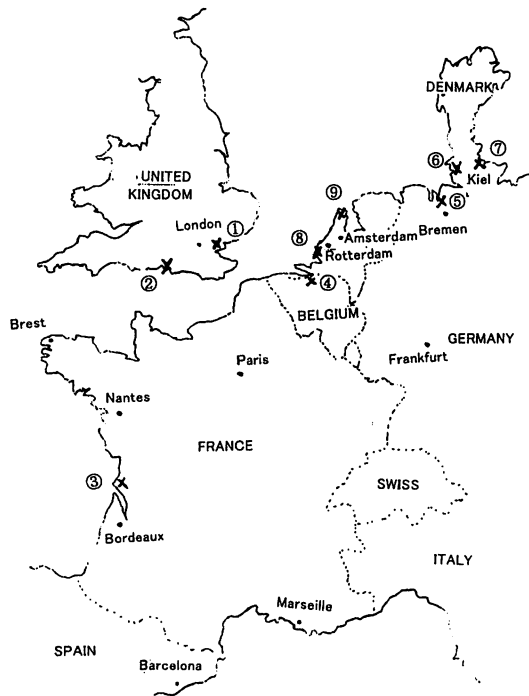 DENMARK
⑦
⑥
Kiel
UNITED
KINGDOM
⑨
⑤
London
①
⑧
Amsterdam
Bremen
Rotterdam
②
④
BELGIUM
Brest
GERMANY
Paris
Frankfurt
Nantes
FRANCE
③
SWISS
Bordeaux
ITALY
Marseille
SPAIN
Barcelona